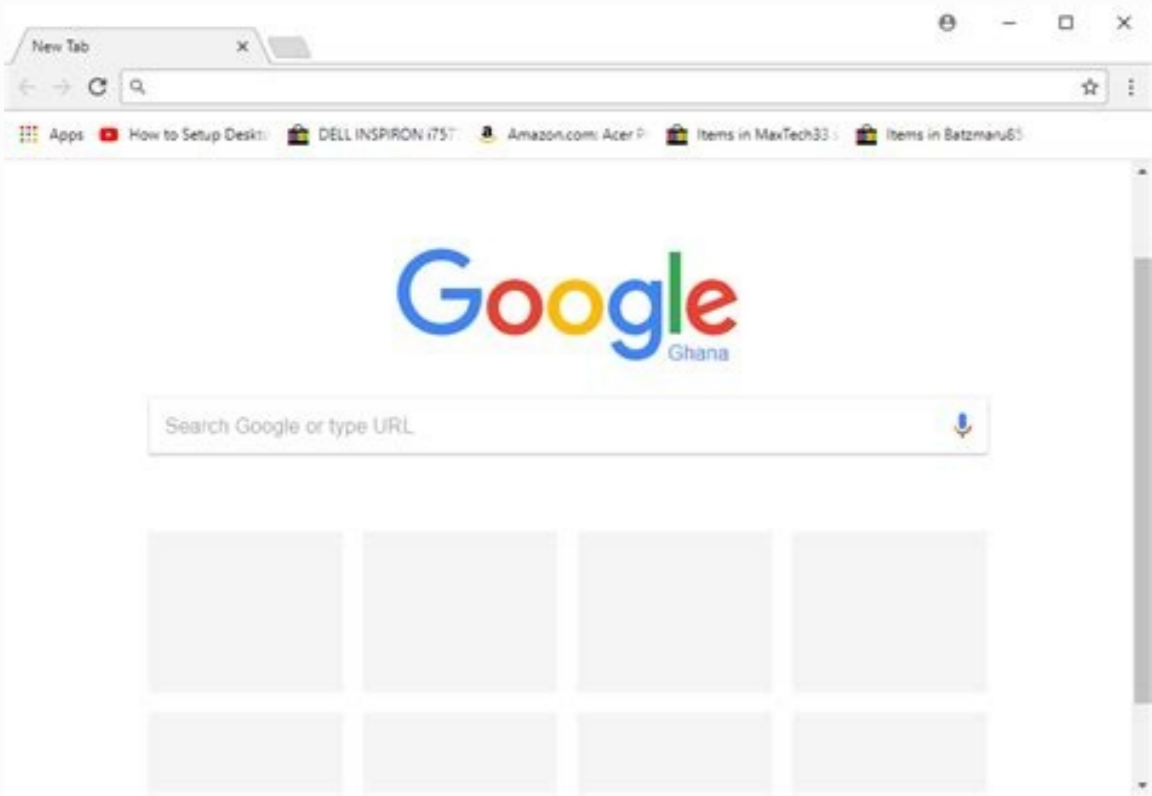 New Tab
Apps How to Setup Deskt DELL INSPIRON i757 Amazon.com: Acer P Items in MaxTech33 Items in Batzmaru65
Google
Ghana
Search Google or type URL